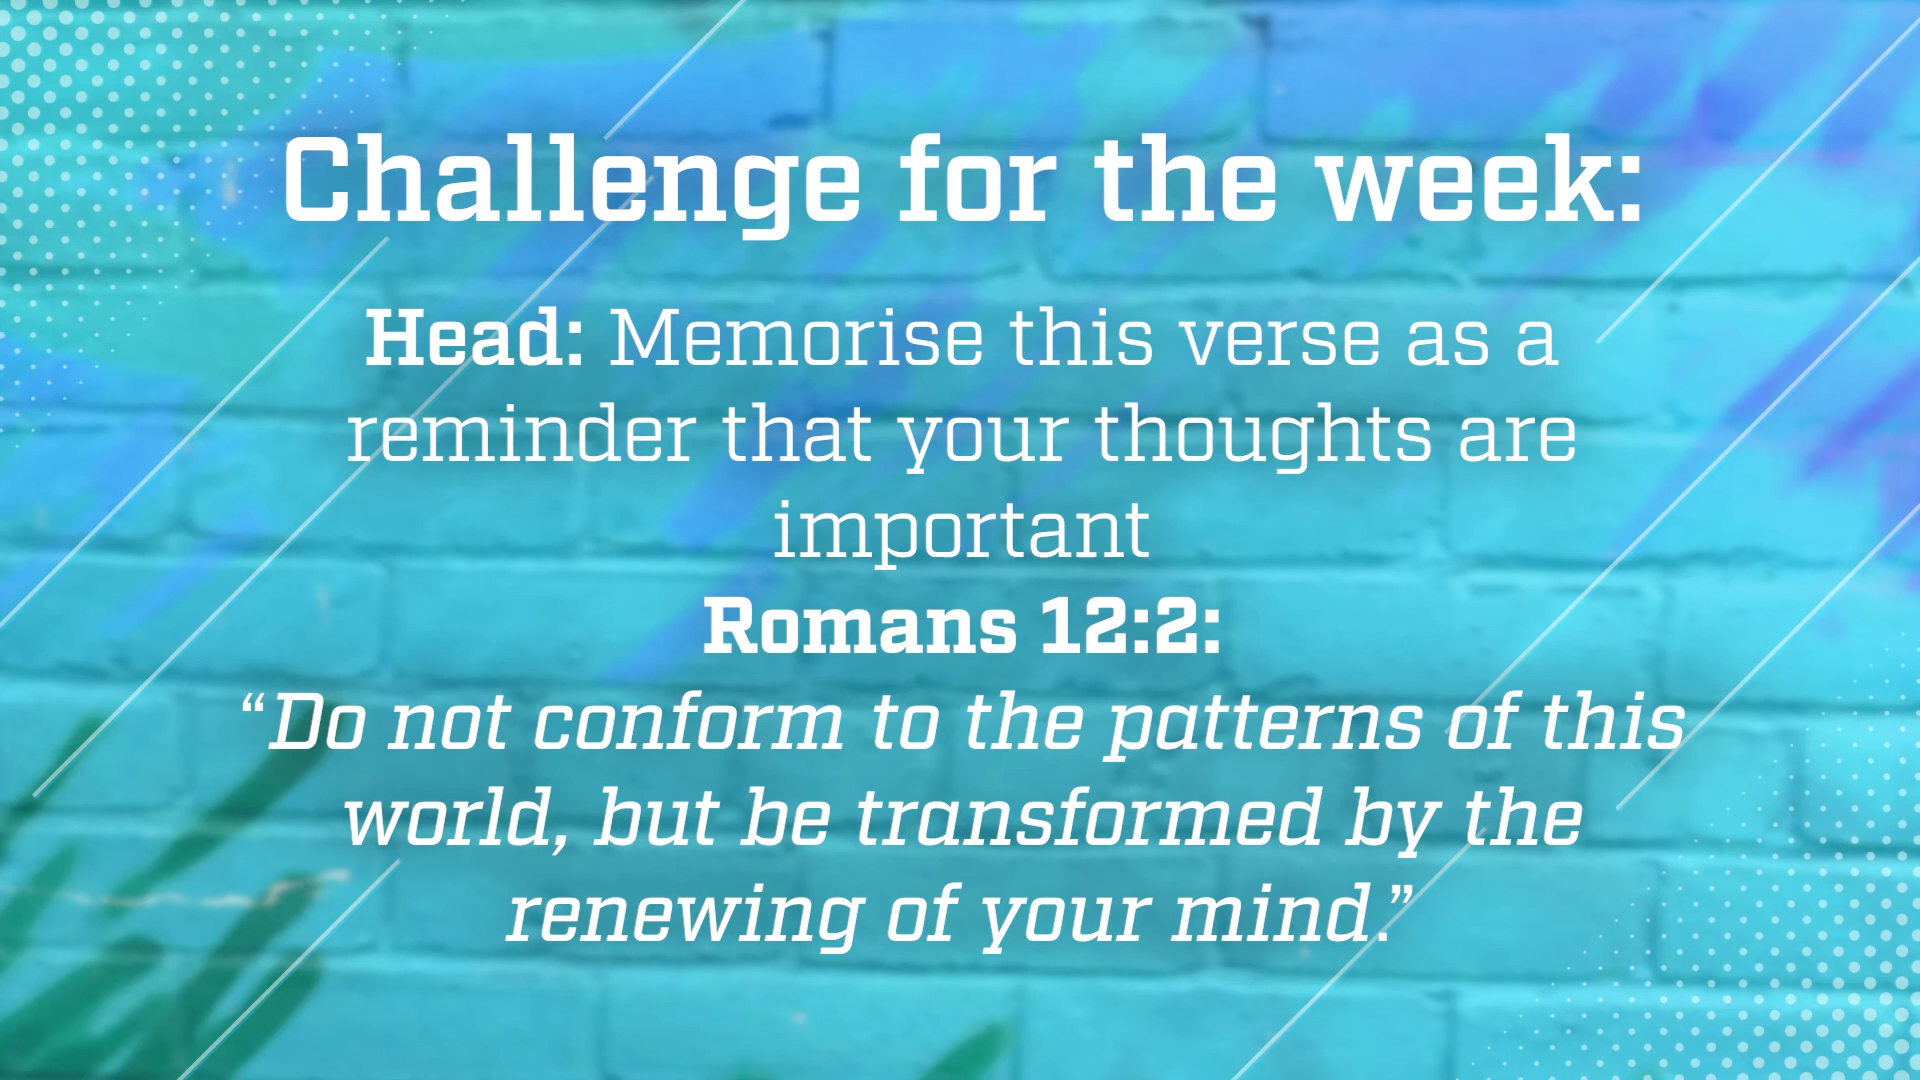 Challenge for the week:
Head: Memorise this verse as a
reminder that your thoughts are
important
Romans 12:2:
“Do not conform to the patterns of this
world, but be transformed by the
renewing of your mind.”